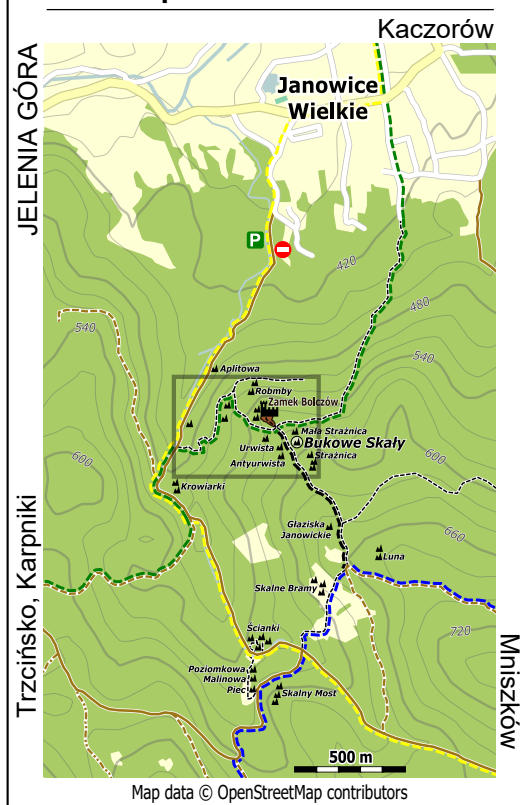 Kaczorów
JELENIA GÓRA
Janowice
Wielkie
P
420
480
540
540
Aplitowa
Rombmy
Zamek Bolczów
Mała Strażnica
Bukowe Skały
Urwista
Strażnica
Antyurwista
600
600
Krowiarki
Głaziska
Janowickie
660
Luna
Skalne Bramy
Trzcińsko, Karpniki
Ścianki
720
Mniszków
Poziomkowa
Malinowa
Piec
Skalny Most
500 m
Map data © OpenStreetMap contributors